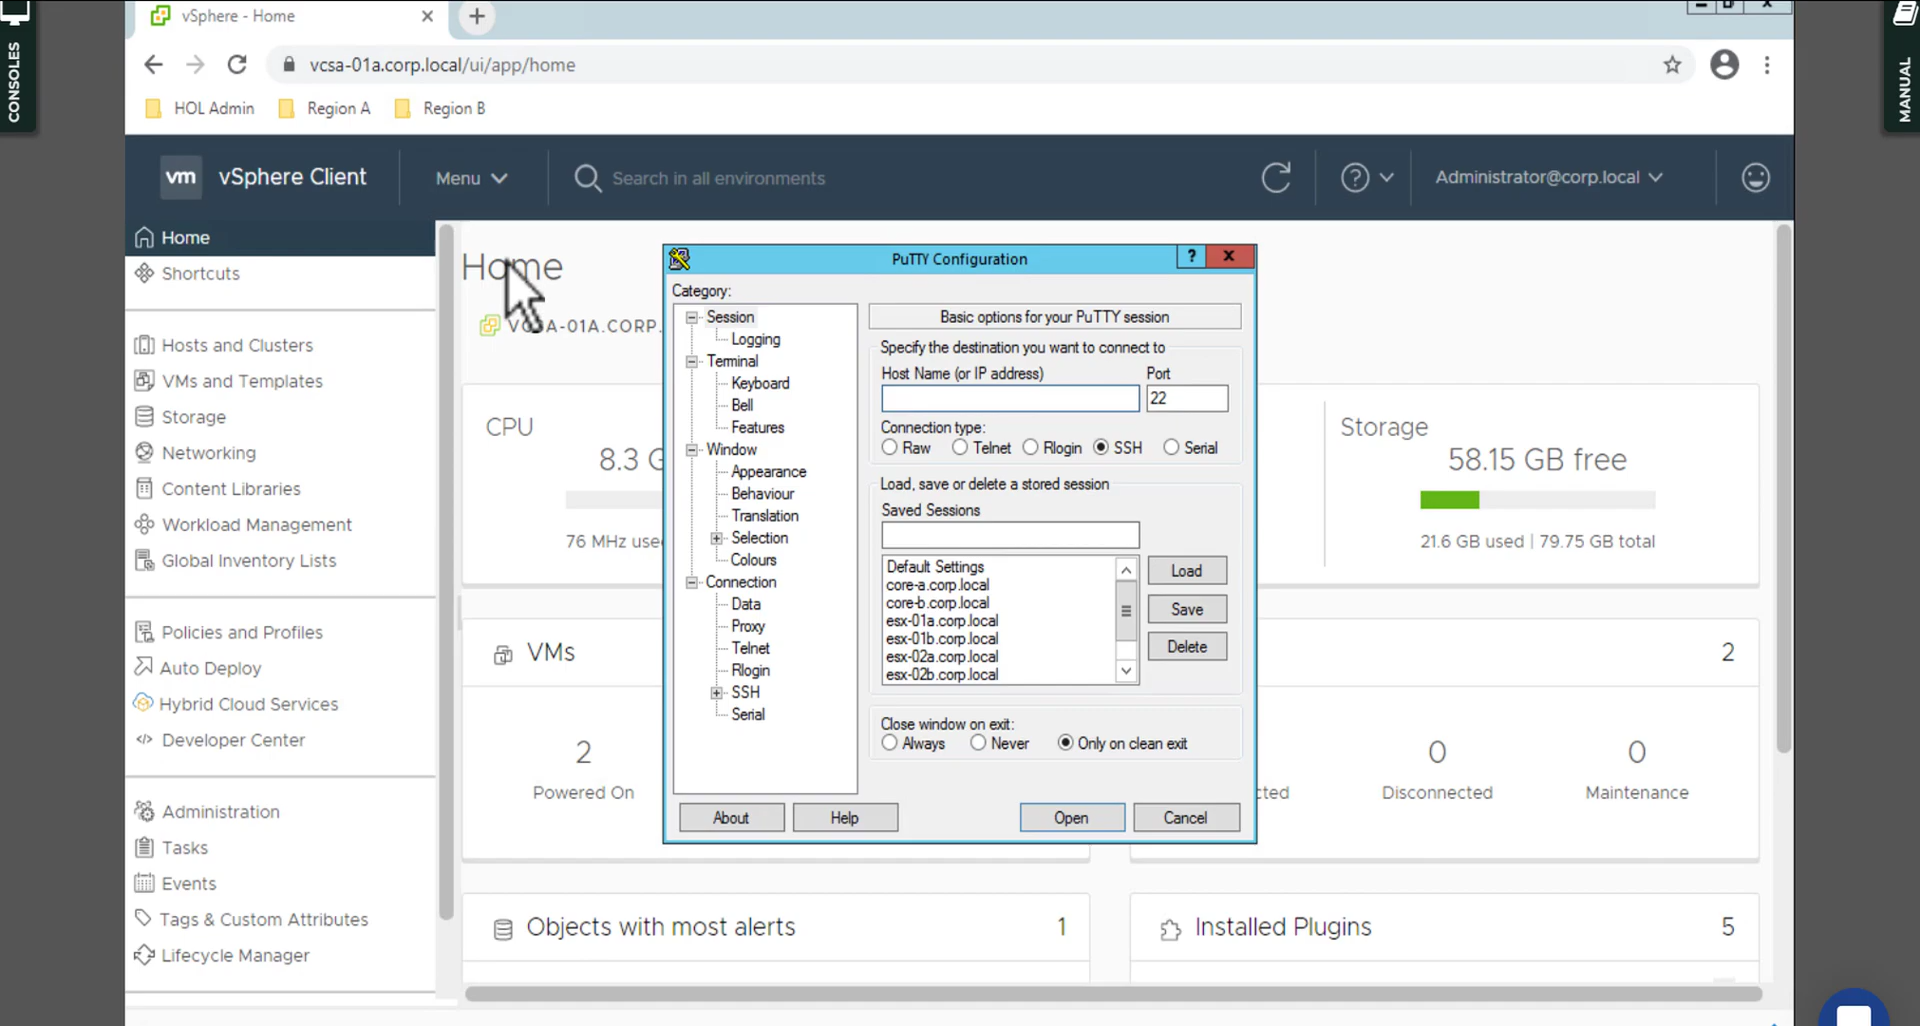 CONSOLES
MANUAL
vSphere - Home
vcsa-01a.corp.local/ui/app/home
HOL Admin
Region A
Region B
vm
vSphere Client
Menu
Search in all environments
Administrator@corp.local
Home
Shortcuts
Hosts and Clusters
VMs and Templates
Storage
Networking
Content Libraries
Workload Management
Global Inventory Lists
Policies and Profiles
Auto Deploy
Hybrid Cloud Services
Developer Center
Administration
Tasks
Events
Tags & Custom Attributes
Lifecycle Manager
Home
VCSA-01A.CORP.
CPU
8.3 G
76 MHz use
Storage
58.15 GB free
21.6 GB used | 79.75 GB total
VMs
2
2
Powered On
0
Disconnected
0
Maintenance
cted
Objects with most alerts
1
Installed Plugins
5
PuTTY Configuration
?
Category:
Session
Logging
Terminal
Keyboard
Bell
Features
Window
Appearance
Behaviour
Translation
Selection
Colours
Connection
Data
Proxy
Telnet
Rlogin
SSH
Serial
Basic options for your PuTTY session
Specify the destination you want to connect to
Host Name (or IP address)
Port
22
Connection type:
Raw
Telnet
Rlogin
SSH
Serial
Load, save or delete a stored session
Saved Sessions
Default Settings
core-a.corp.local
core-b.corp.local
esx-01a.corp.local
esx-01b.corp.local
esx-02a.corp.local
esx-02b.corp.local
Load
Save
Delete
Close window on exit:
Always
Never
Only on clean exit
About
Help
Open
Cancel